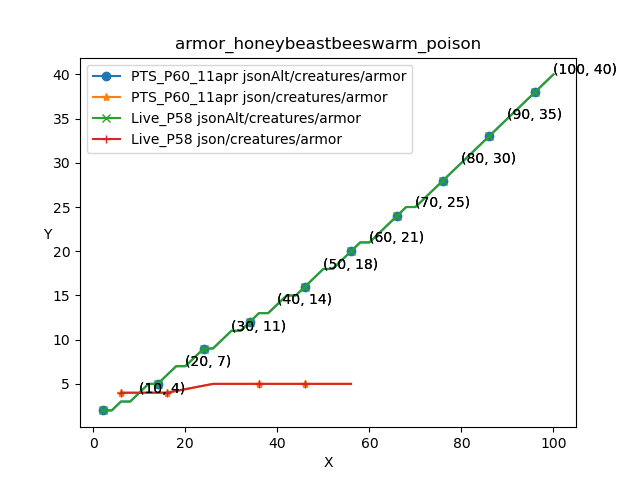 armor_honeybeastbeeswarm_poison
PTS_P60_11apr jsonAlt/creatures/armor
PTS_P60_11apr json/creatures/armor
Live_P58 jsonAlt/creatures/armor
Live_P58 json/creatures/armor
(100, 40)
(90, 35)
(80, 30)
(70, 25)
(60, 21)
(50, 18)
(40, 14)
(30, 11)
(20, 7)
(10, 4)
40
35
30
25
20
15
10
5
Y
0 20 40 60 80 100
X